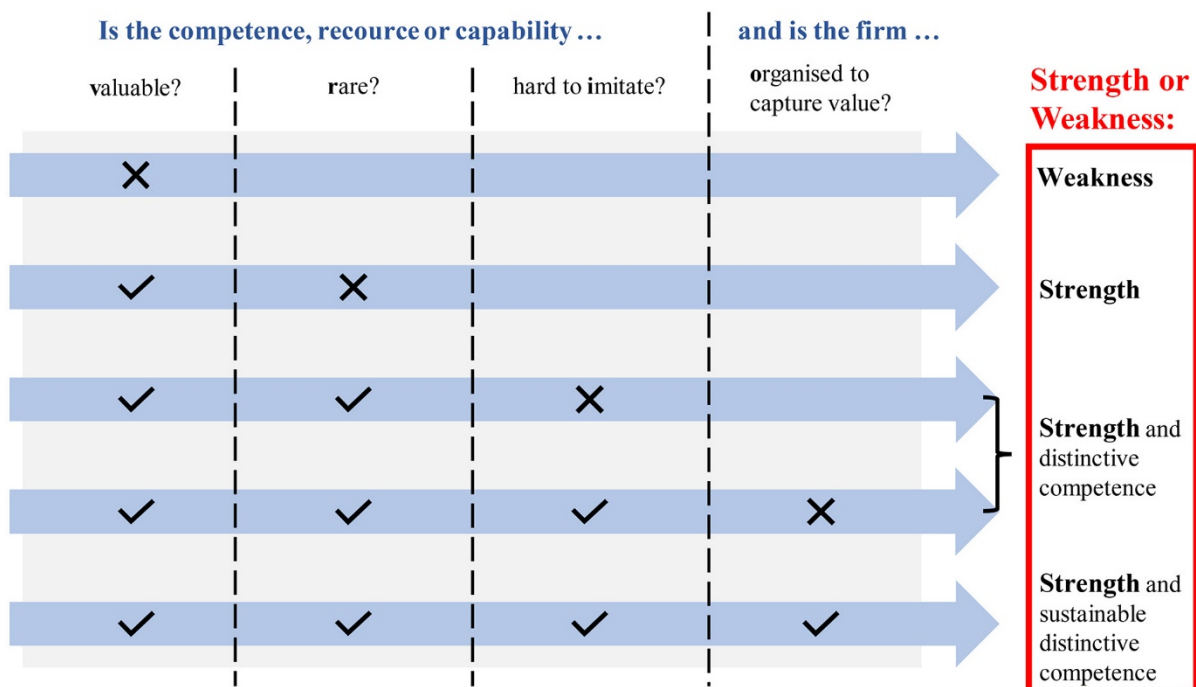 Is the competence, recource or capability …
and is the firm …
valuable?
rare?
hard to imitate?
organised to
capture value?
Strength or
Weakness:
Weakness
Strength
Strength and
distinctive
competence
Strength and
sustainable
distinctive
competence